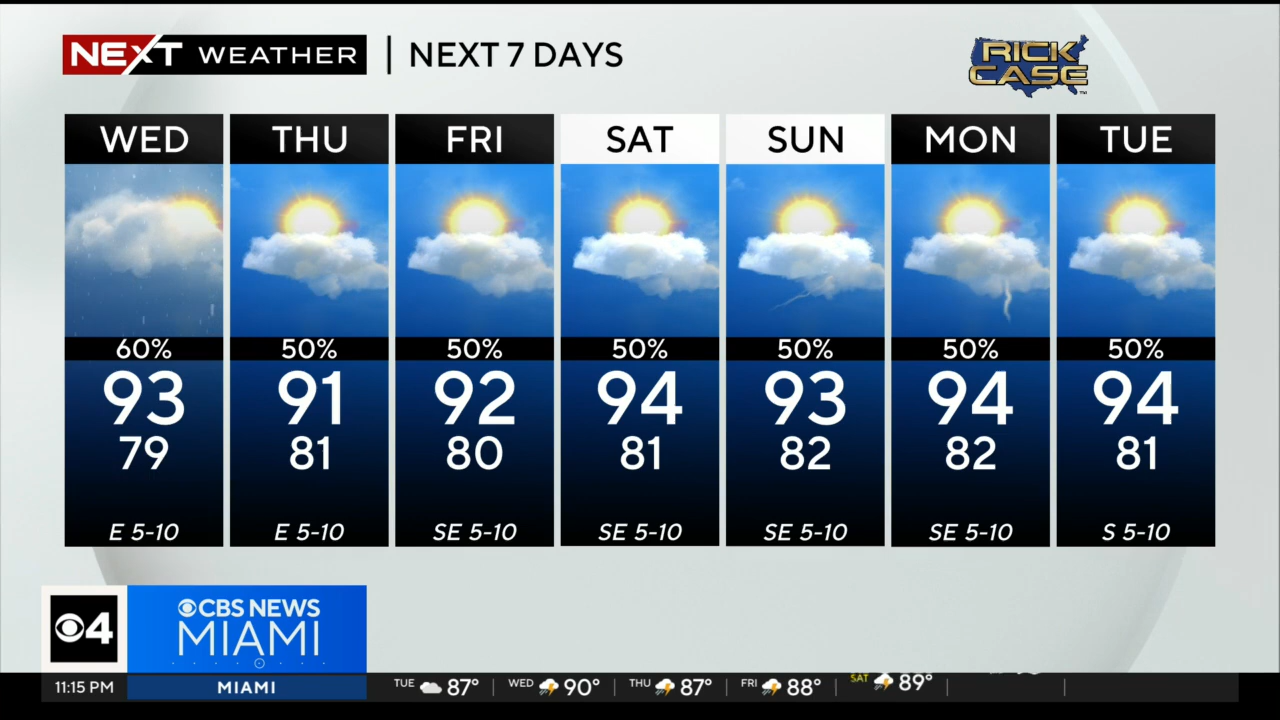 NEXT WEATHER | NEXT 7 DAYS
RICK CASE™
WED THU FRI SAT SUN MON TUE
60% 50% 50% 50% 50% 50% 50%
93 91 92 94 93 94 94
79 81 80 81 82 82 81
E 5-10 E 5-10 SE 5-10 SE 5-10 SE 5-10 SE 5-10 S 5-10
4 CBS NEWS
MIAMI
11:15 PM MIAMI TUE 87° | WED 90° | THU 87° | FRI 88° | SAT 89° |